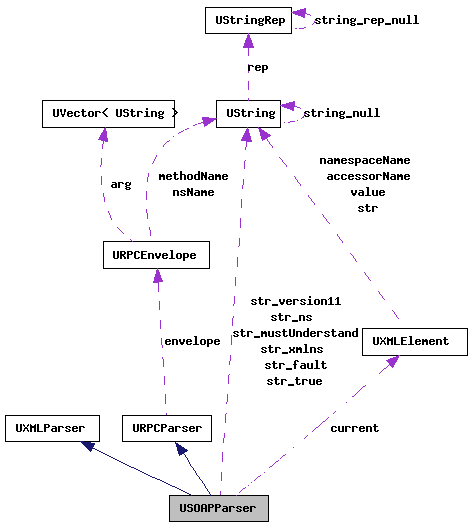 UStringRep
string_rep_null
rep
UVector< UString >
UString
string_null
namespaceName
accessorName
value
str
methodName
nsName
arg
URPCEnvelope
str_version11
str_ns
str_mustUnderstand
str_xmlns
str_fault
str_true
envelope
UXMLElement
UXMLParser
URPCParser
current
USOAPParser